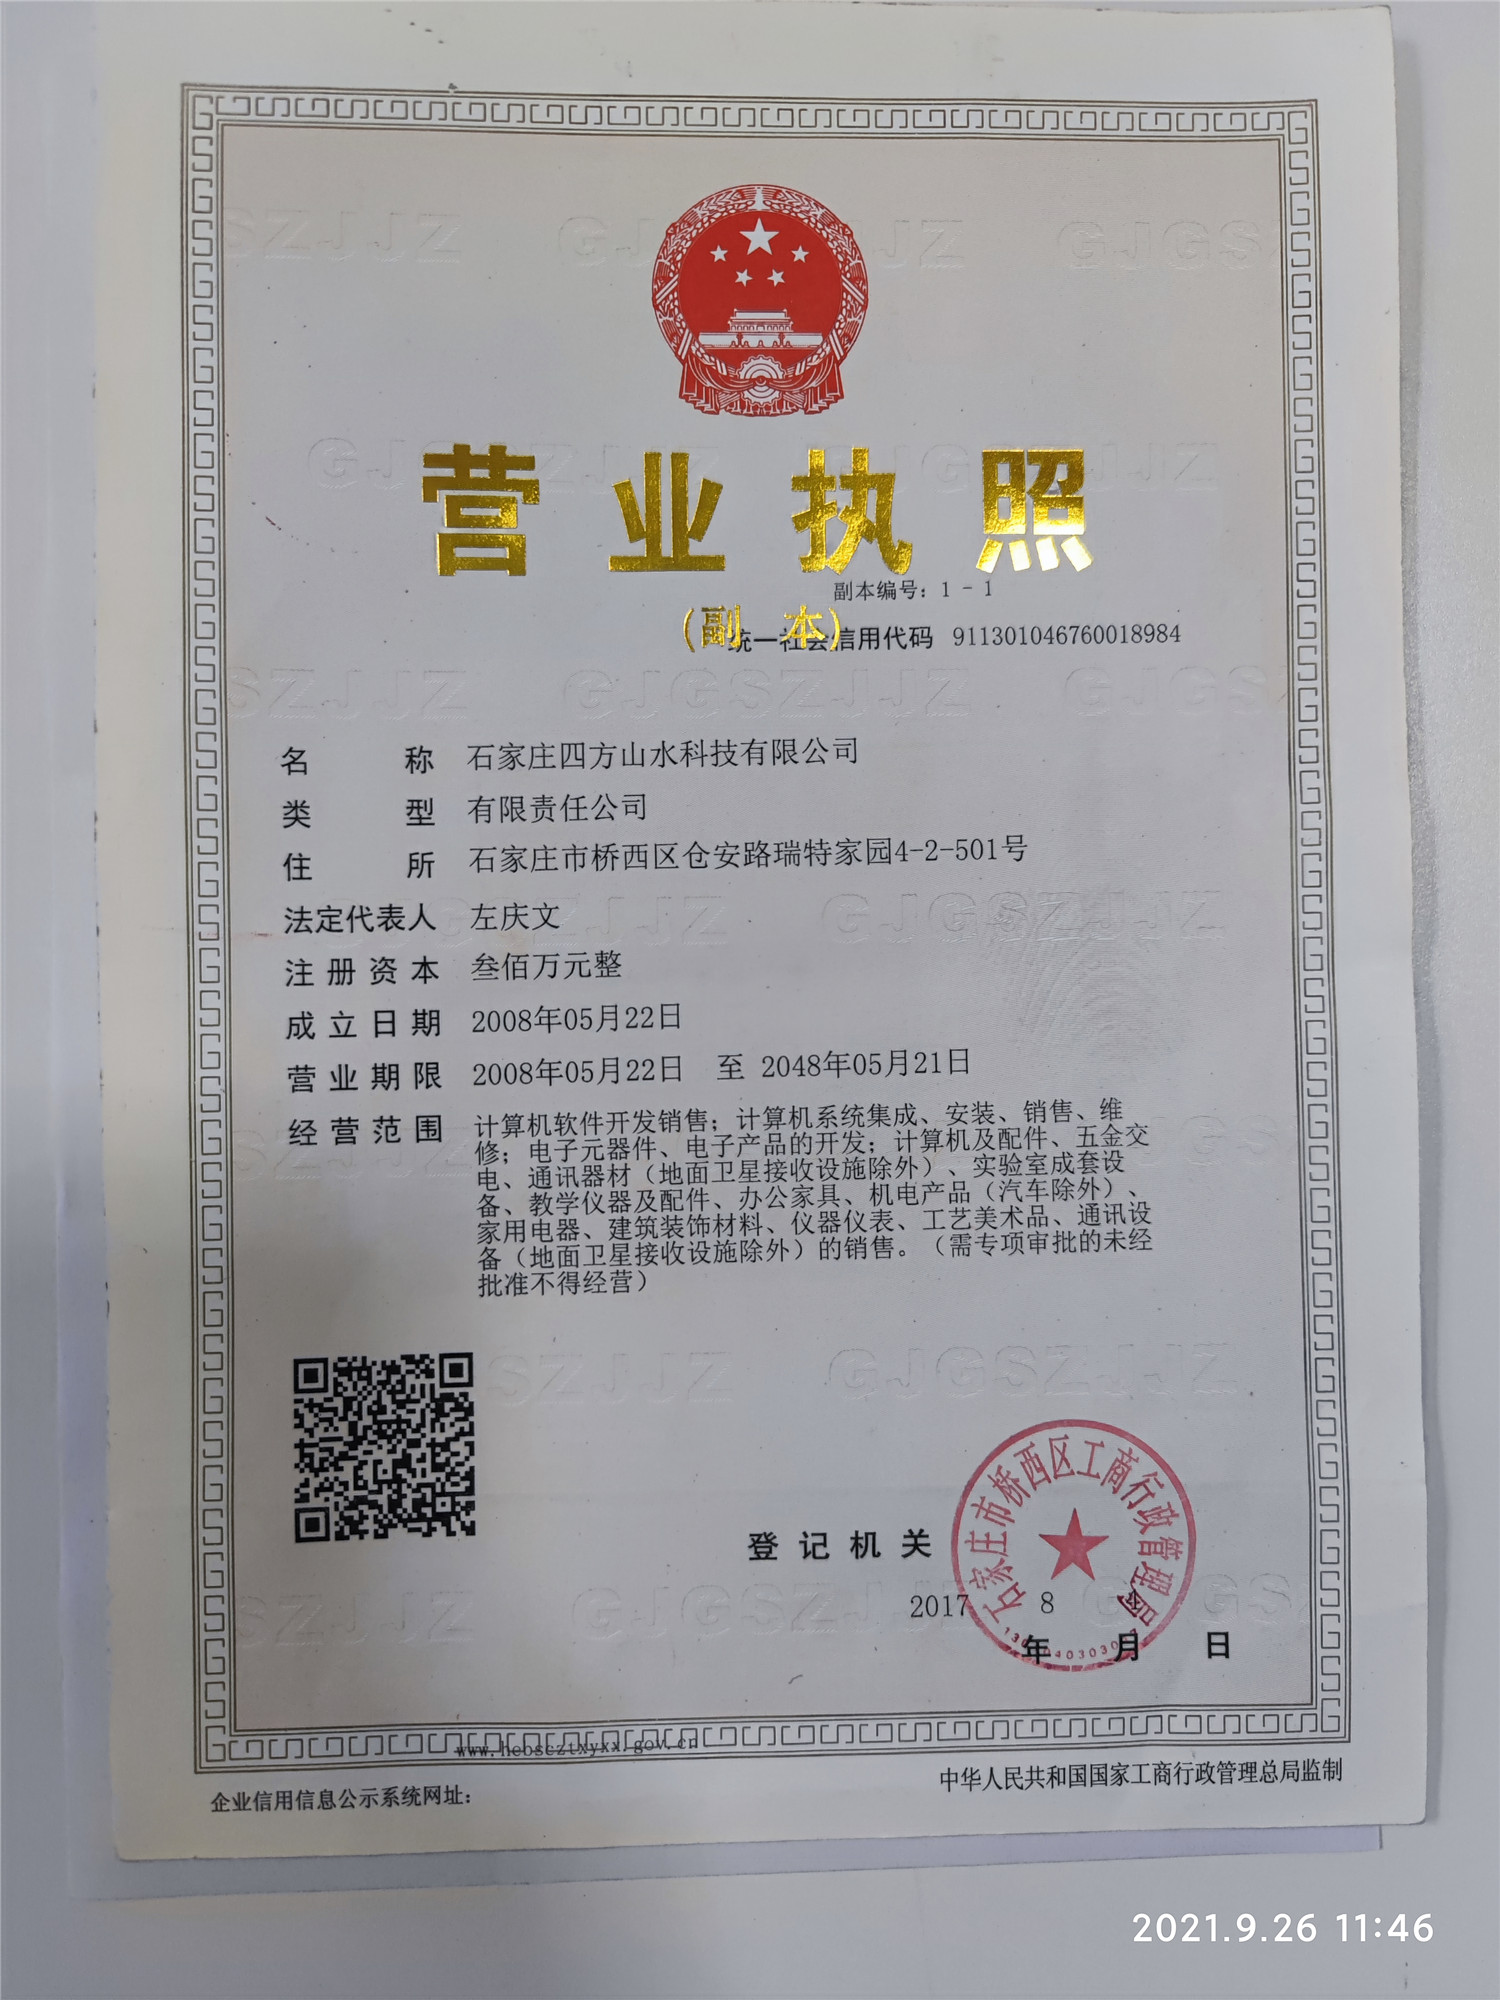 营业执照
副本编号：1 - 1
(副 本)
统一社会信用代码 911301046760018984
名称 石家庄四方山水科技有限公司
类型 有限责任公司
住所 石家庄市桥西区仓安路瑞特家园4-2-501号
法定代表人 左庆文
注册资本 叁佰万元整
成立日期 2008年05月22日
营业期限 2008年05月22日 至 2048年05月21日
经营范围 计算机软件开发销售；计算机系统集成、安装、销售、维
修；电子元器件、电子产品的开发；计算机及配件、五金交
电、通讯器材（地面卫星接收设施除外）、实验室成套设
备、教学仪器及配件、办公家具、机电产品（汽车除外）、
家用电器、建筑装饰材料、仪器仪表、工艺美术品、通讯设
备（地面卫星接收设施除外）的销售。（需专项审批的未经
批准不得经营）
石家庄市桥西区工商行政管理局
登记机关
2017 8
年 月 日
www.hebscztxyxx.gov.cn
企业信用信息公示系统网址：
中华人民共和国国家工商行政管理总局监制
2021.9.26 11:46